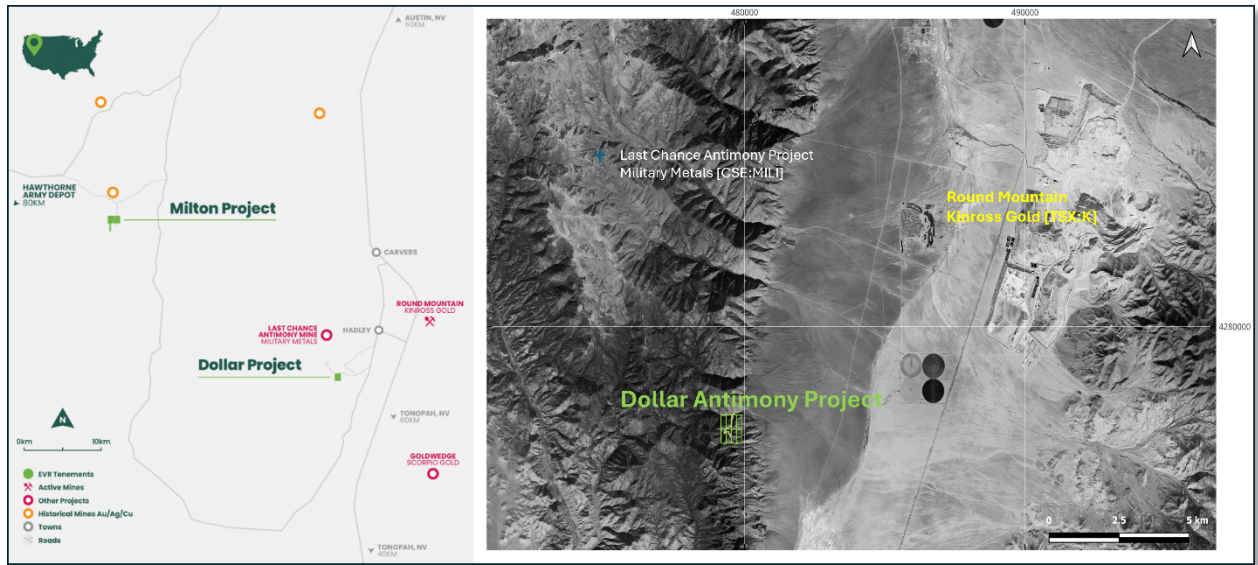 AUSTIN, NV
60KM
HAWTHORNE
ARMY DEPOT
80KM
Milton Project
CARVERS
ROUND MOUNTAIN
KINROSS GOLD
LAST CHANCE
ANTIMONY MINE
MILITARY METALS
HADLEY
Dollar Project
TONOPAH, NV
60KM
GOLDWEDGE
SCORPIO GOLD
TONOPAH, NV
40KM
N
0km
10km
EVR Tenements
Active Mines
Other Projects
Historical Mines Au/Ag/Cu
Towns
Roads
480000
490000
Last Chance Antimony Project
Military Metals [CSE:MILI]
Round Mountain
Kinross Gold [TSX:K]
4280000
Dollar Antimony Project
0
2.5
5 km